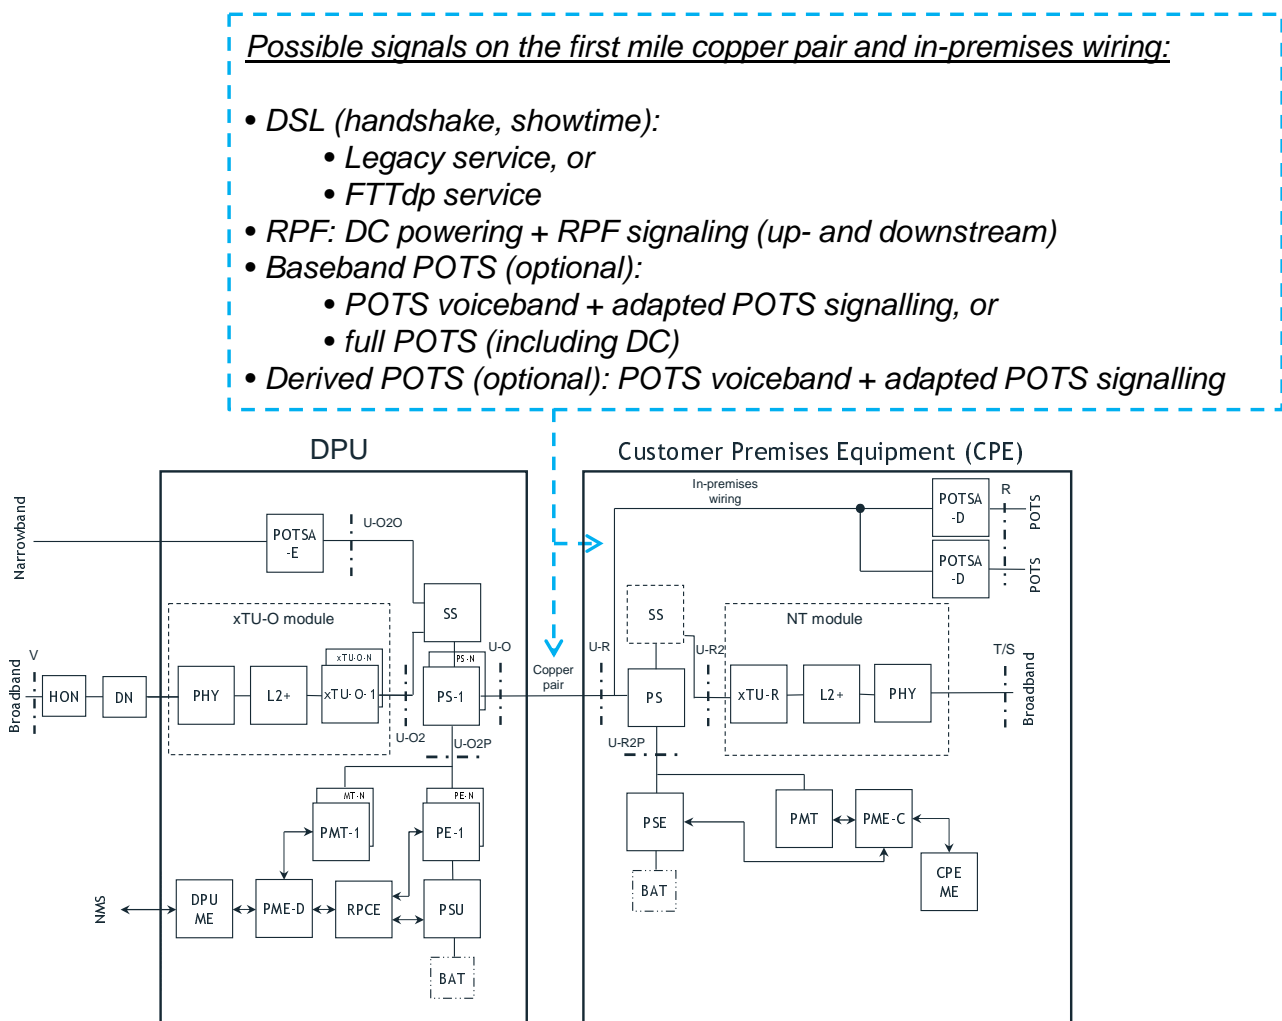 Possible signals on the first mile copper pair and in-premises wiring:
• DSL (handshake, showtime):
• Legacy service, or
• FTTdp service
• RPF: DC powering + RPF signaling (up- and downstream)
• Baseband POTS (optional):
• POTS voiceband + adapted POTS signalling, or
• full POTS (including DC)
• Derived POTS (optional): POTS voiceband + adapted POTS signalling
DPU
Customer Premises Equipment (CPE)
Narrowband
POTSA
-E
U-O2O
In-premises
wiring
POTSA
-D
R
POTS
POTSA
-D
POTS
SS
SS
xTU-O module
NT module
Broadband
V
HON
DN
PHY
L2+
xTU-O-N
xTU-O-1
U-O2
PS-N
PS-1
U-O
Copper
pair
U-R
PS
U-R2
xTU-R
L2+
PHY
T/S
Broadband
U-O2P
U-R2P
MT-N
PMT-1
PE-N
PE-1
PSE
PMT
PME-C
NMS
DPU
ME
PME-D
RPCE
PSU
BAT
CPE
ME
BAT